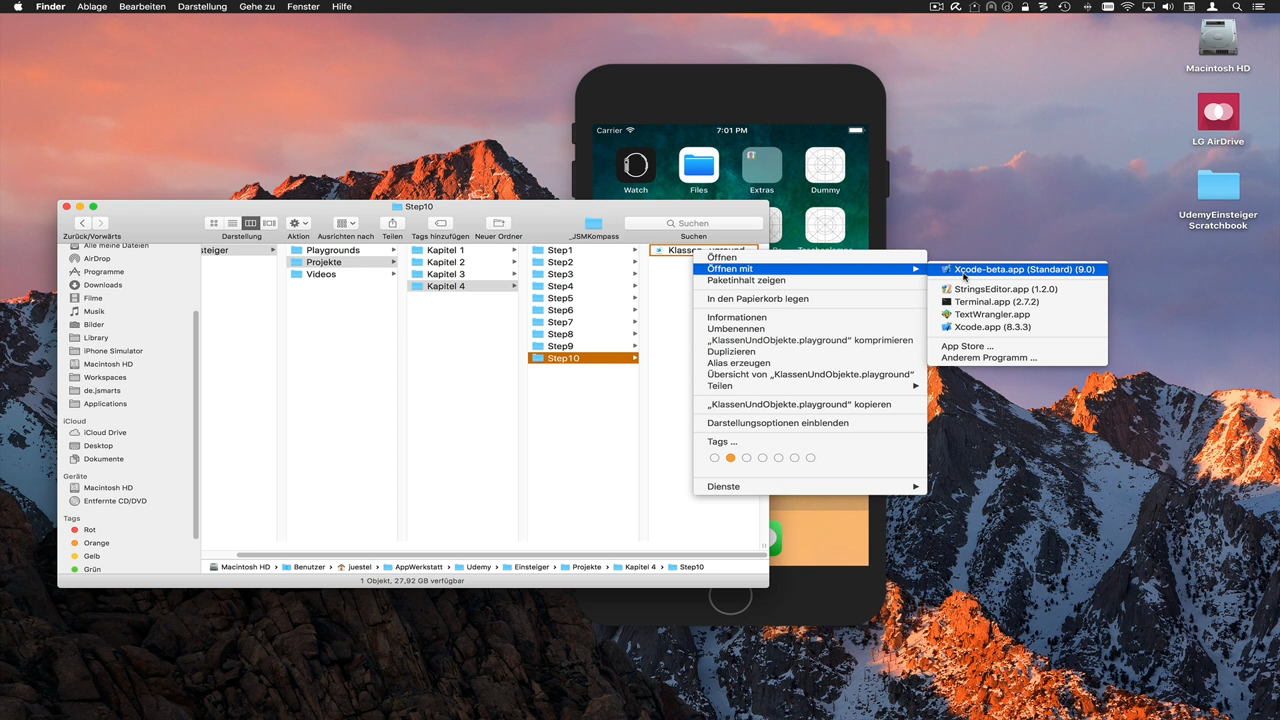 Finder Ablage Bearbeiten Darstellung Gehe zu Fenster Hilfe
Macintosh HD
LG AirDrive
UdemyEinsteiger
Scratchbook
Carrier 7:01 PM
Watch Files Extras Dummy
Step10
Suchen
Zurück/Vorwärts Darstellung Aktion Ausrichten nach Teilen Tags hinzufügen Neuer Ordner _JSMKompass Suchen
Alle meine Dateien
AirDrop
Programme
Downloads
Filme
Musik
Bilder
Library
iPhone Simulator
Macintosh HD
Workspaces
de.jsmarts
Applications
iCloud
iCloud Drive
Desktop
Dokumente
Geräte
Macintosh HD
Entfernte CD/DVD
Tags
Rot
Orange
Gelb
Grün
steiger
Playgrounds
Projekte
Videos
Kapitel 1
Kapitel 2
Kapitel 3
Kapitel 4
Step1
Step2
Step3
Step4
Step5
Step6
Step7
Step8
Step9
Step10
Öffnen
Öffnen mit
Paketinhalt zeigen
In den Papierkorb legen
Informationen
Umbenennen
„KlassenUndObjekte.playground“ komprimieren
Duplizieren
Alias erzeugen
Übersicht von „KlassenUndObjekte.playground“
Teilen
„KlassenUndObjekte.playground“ kopieren
Darstellungsoptionen einblenden
Tags ...
Dienste
Xcode-beta.app (Standard) (9.0)
StringsEditor.app (1.2.0)
Terminal.app (2.7.2)
TextWrangler.app
Xcode.app (8.3.3)
App Store ...
Anderem Programm ...
Macintosh HD Benutzer juestel AppWerkstatt Udemy Einsteiger Projekte Kapitel 4 Step10
1 Objekt, 27,92 GB verfügbar